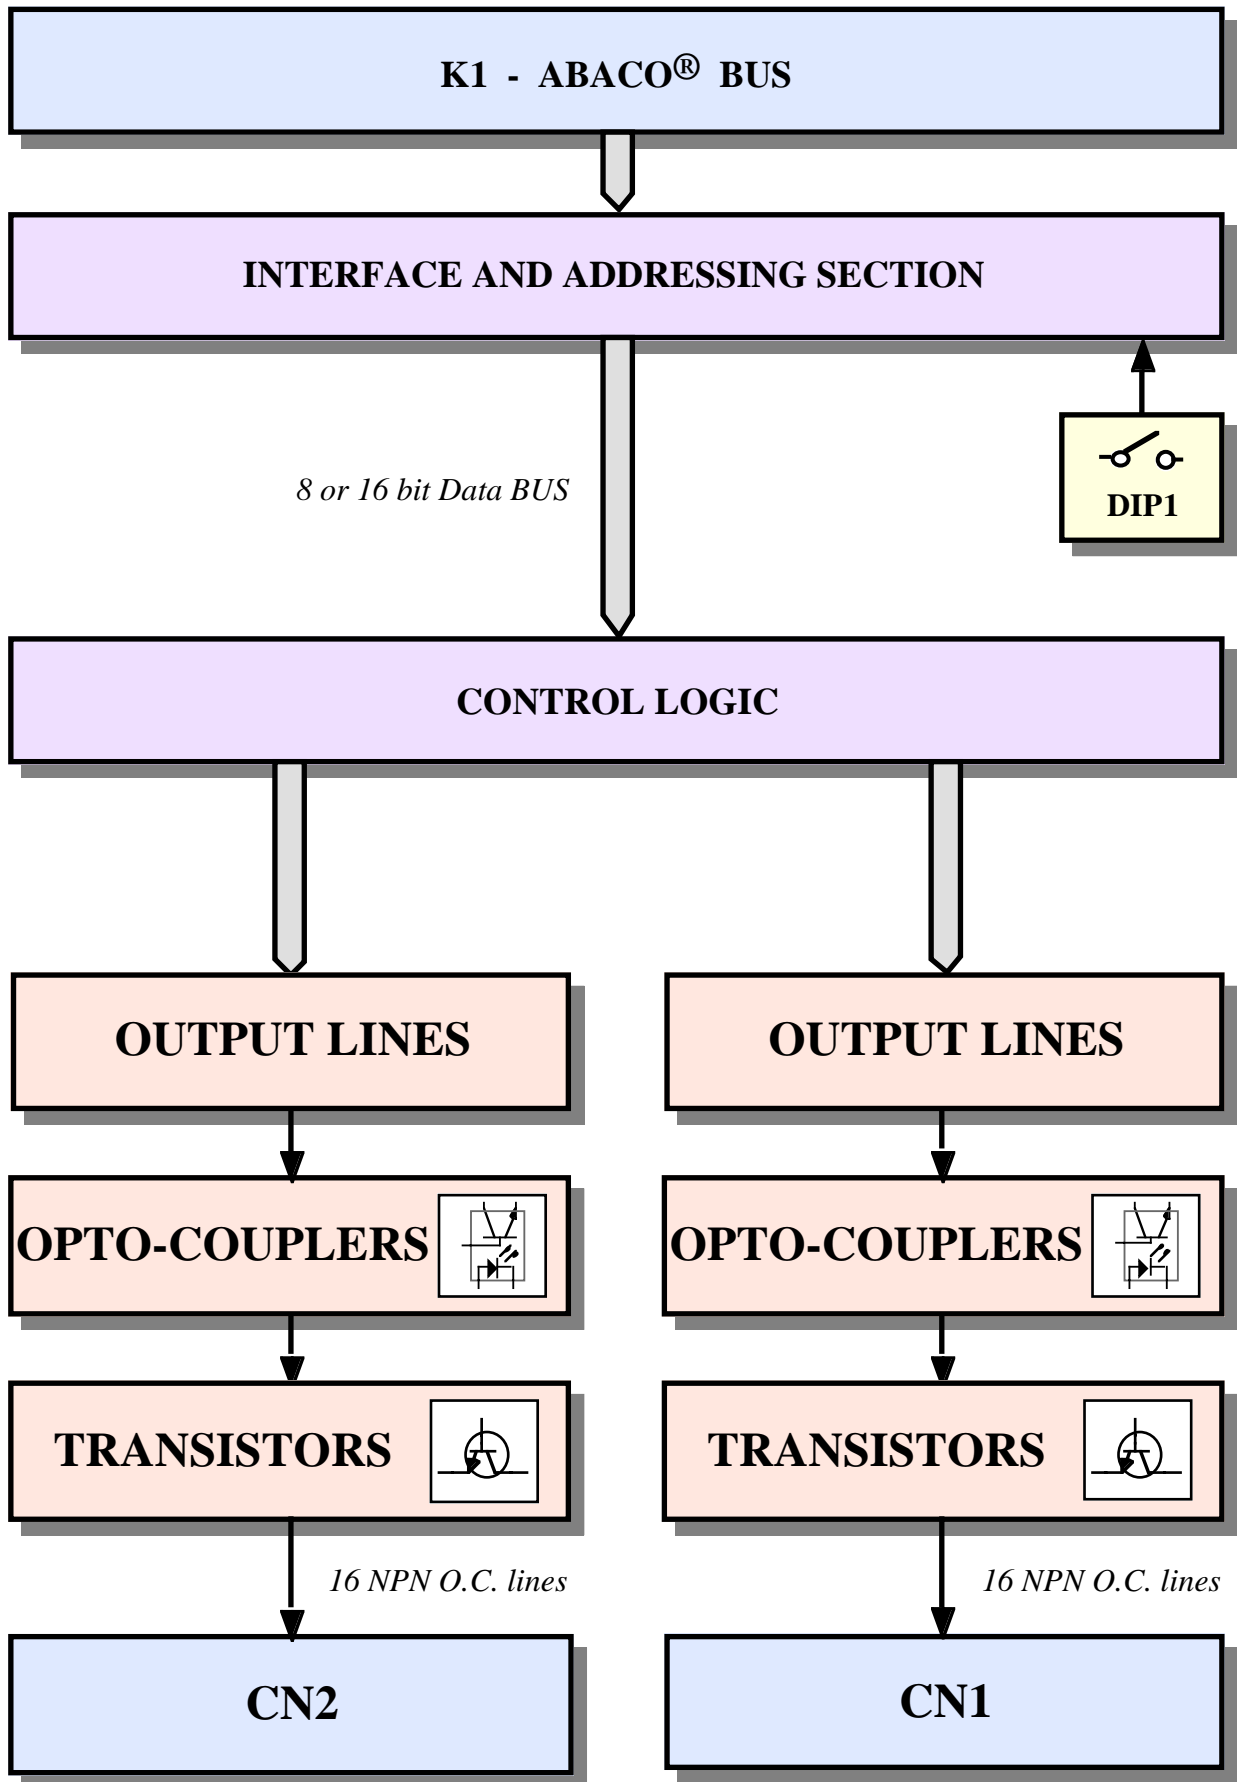 K1 - ABACO® BUS
INTERFACE AND ADDRESSING SECTION
8 or 16 bit Data BUS
DIP1
CONTROL LOGIC
OUTPUT LINES
OUTPUT LINES
OPTO-COUPLERS
OPTO-COUPLERS
TRANSISTORS
TRANSISTORS
16 NPN O.C. lines
16 NPN O.C. lines
CN2
CN1